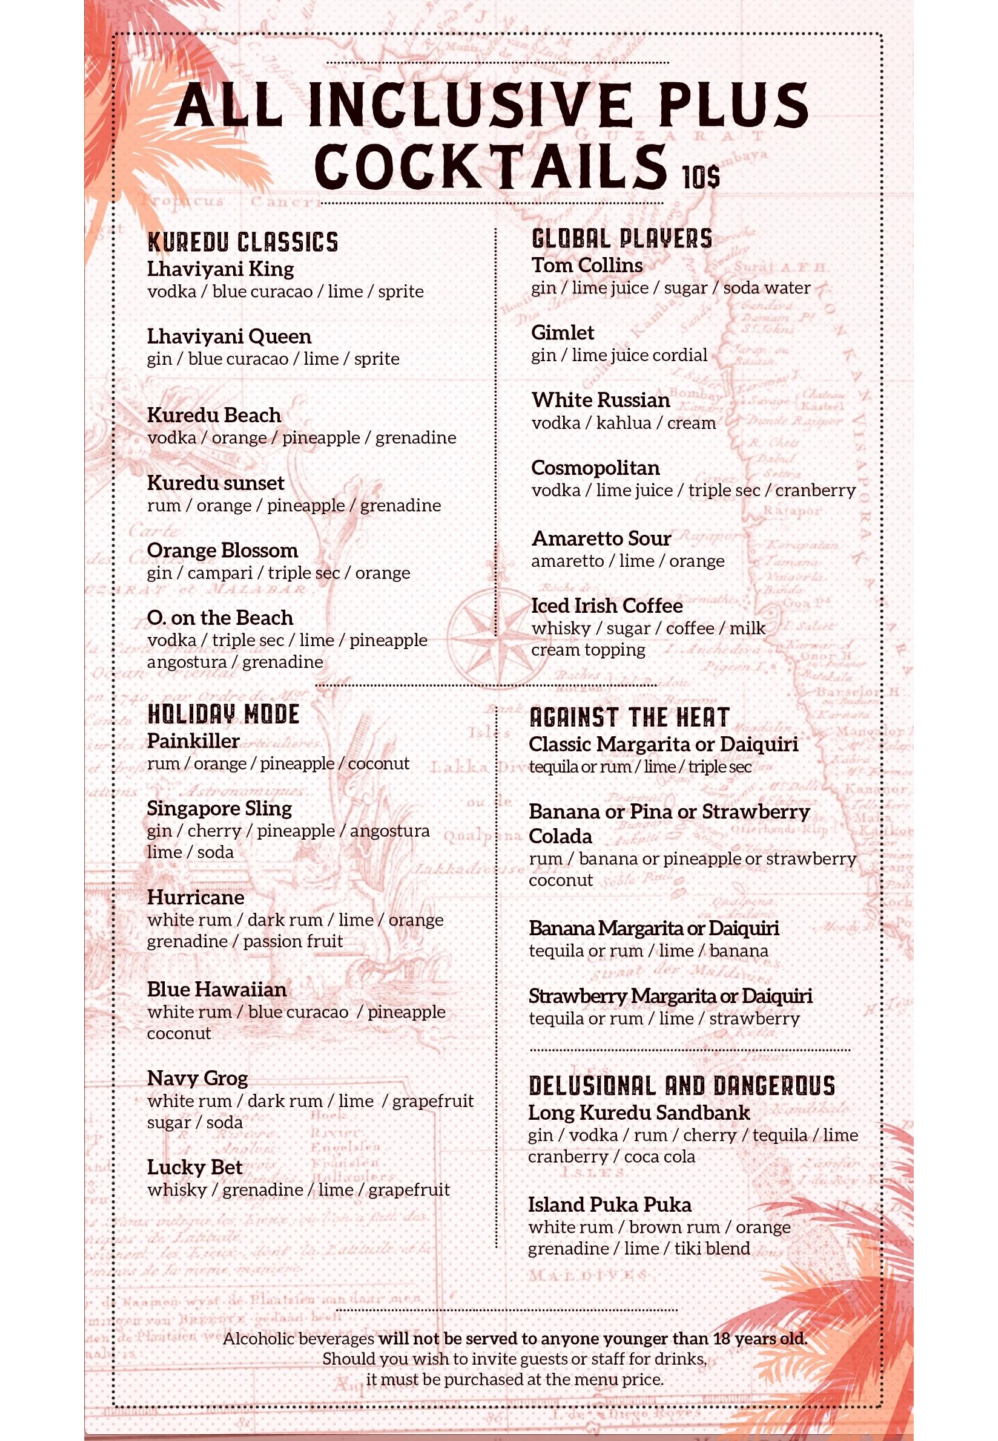 ALL INCLUSIVE PLUS
COCKTAILS 10$
KUREDU CLASSICS
Lhaviyani King
vodka / blue curacao / lime / sprite
Lhaviyani Queen
gin / blue curacao / lime / sprite
Kuredu Beach
vodka / orange / pineapple / grenadine
Kuredu sunset
rum / orange / pineapple / grenadine
Orange Blossom
gin / campari / triple sec / orange
O. on the Beach
vodka / triple sec / lime / pineapple
angostura / grenadine
GLOBAL PLAYERS
Tom Collins
gin / lime juice / sugar / soda water
Gimlet
gin / lime juice cordial
White Russian
vodka / kahlua / cream
Cosmopolitan
vodka / lime juice / triple sec / cranberry
Amaretto Sour
amaretto / lime / orange
Iced Irish Coffee
whisky / sugar / coffee / milk
cream topping
HOLIDAY MODE
Painkiller
rum / orange / pineapple / coconut
Singapore Sling
gin / cherry / pineapple / angostura
lime / soda
Hurricane
white rum / dark rum / lime / orange
grenadine / passion fruit
Blue Hawaiian
white rum / blue curacao / pineapple
coconut
Navy Grog
white rum / dark rum / lime / grapefruit
sugar / soda
Lucky Bet
whisky / grenadine / lime / grapefruit
AGAINST THE HEAT
Classic Margarita or Daiquiri
tequila or rum / lime / triple sec
Banana or Pina or Strawberry
Colada
rum / banana or pineapple or strawberry
coconut
Banana Margarita or Daiquiri
tequila or rum / lime / banana
Strawberry Margarita or Daiquiri
tequila or rum / lime / strawberry
DELUSIONAL AND DANGEROUS
Long Kuredu Sandbank
gin / vodka / rum / cherry / tequila / lime
cranberry / coca cola
Island Puka Puka
white rum / brown rum / orange
grenadine / lime / tiki blend
MALDIVES
Alcoholic beverages will not be served to anyone younger than 18 years old.
Should you wish to invite guests or staff for drinks,
it must be purchased at the menu price.